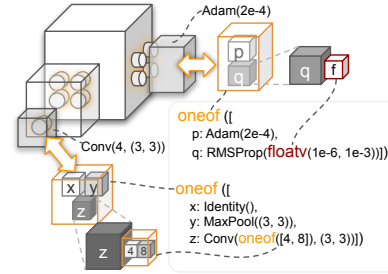 Adam(2e-4)
p
q
q
f
Conv(4, (3, 3))
oneof ([
p: Adam(2e-4),
q: RMSProp(floatv(1e-6, 1e-3))])
x y
z
oneof ([
x: Identity(),
y: MaxPool((3, 3)),
z: Conv(oneof([4, 8]), (3, 3))])
z
4 8